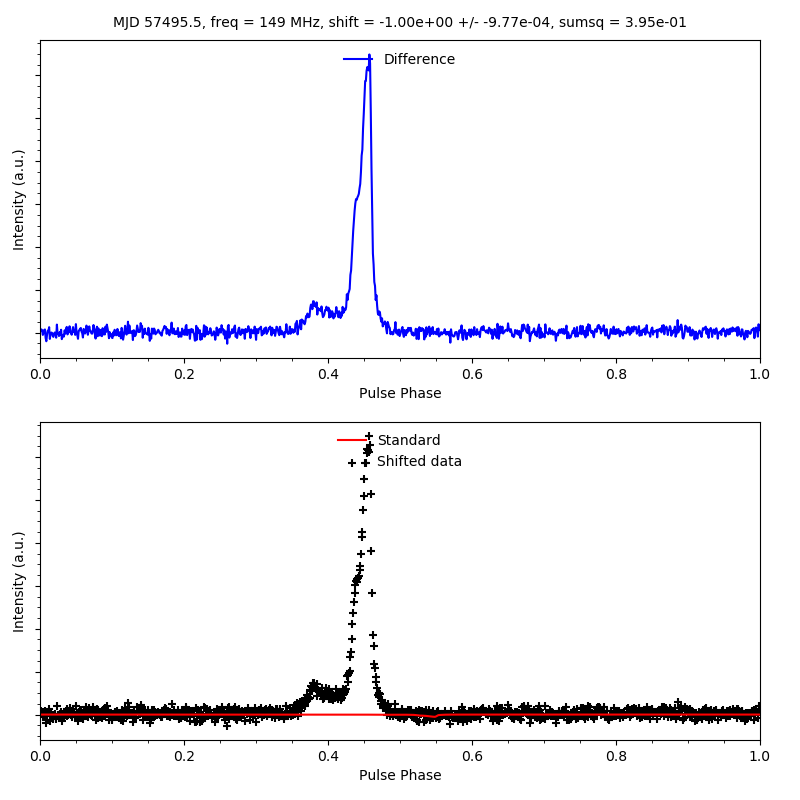 MJD 57495.5, freq = 149 MHz, shift = -1.00e+00 +/- -9.77e-04, sumsq = 3.95e-01
Difference
Intensity (a.u.)
0.0 0.2 0.4 0.6 0.8 1.0
Pulse Phase
Standard
Shifted data
Intensity (a.u.)
0.0 0.2 0.4 0.6 0.8 1.0
Pulse Phase